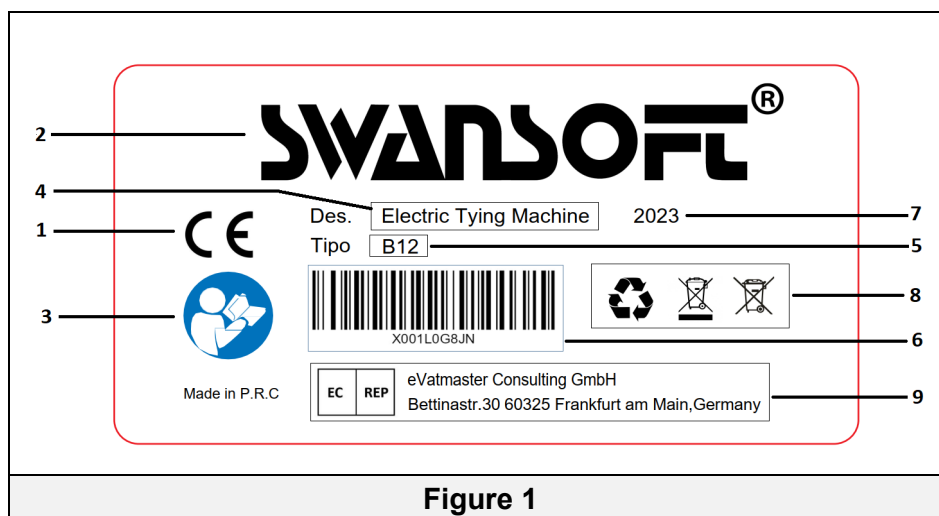 SWANSOFT®
2
4
Des. Electric Tying Machine 2023
7
1
CE
Tipo B12
5
8
3
X001L0G8JN
6
Made in P.R.C
EC REP
eVatmaster Consulting GmbH
Bettinastr.30 60325 Frankfurt am Main,Germany
9
Figure 1